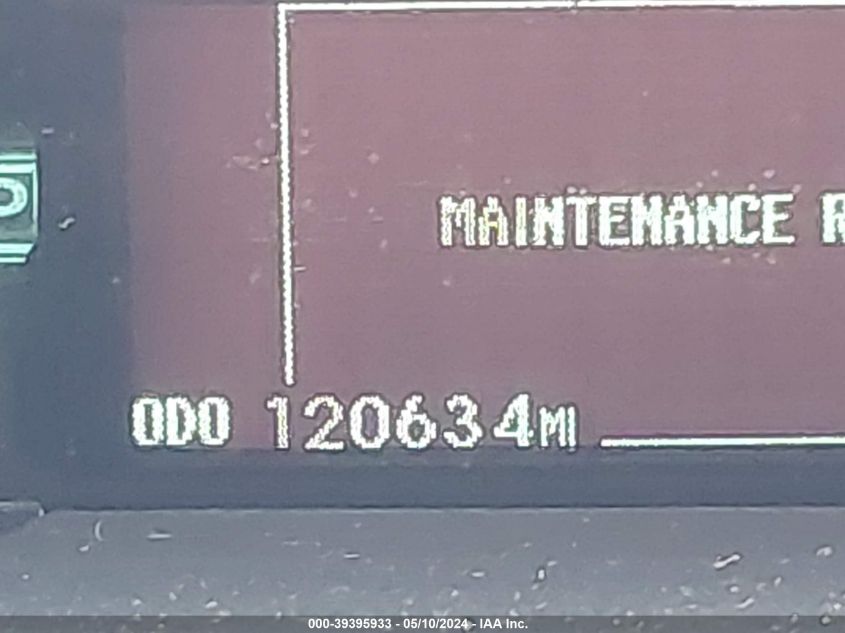 MAINTENANCE R
ODO 120634MI
000-39395933 - 05/10/2024 - IAA Inc.